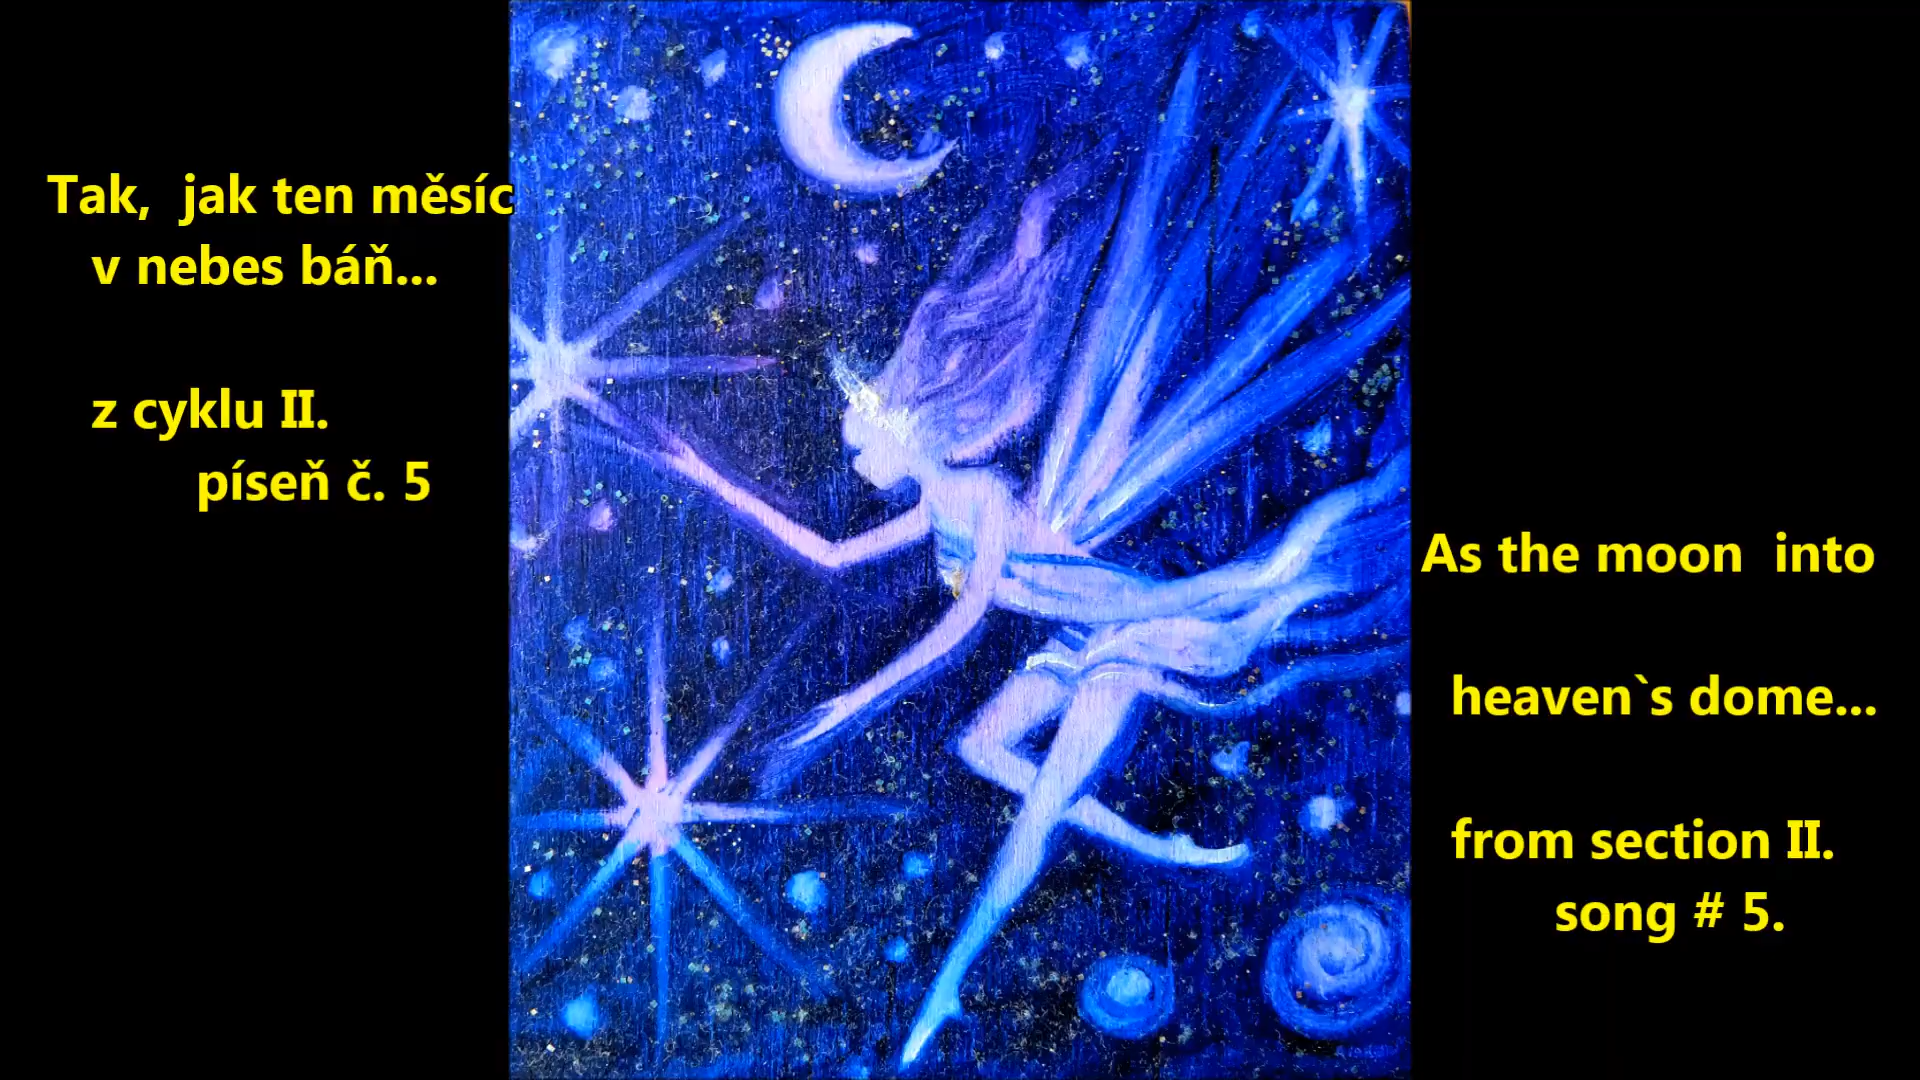 Tak,  jak ten měsíc
v nebes báň...
z cyklu II.
píseň č. 5
As the moon  into
heaven`s dome...
from section II.
song # 5.